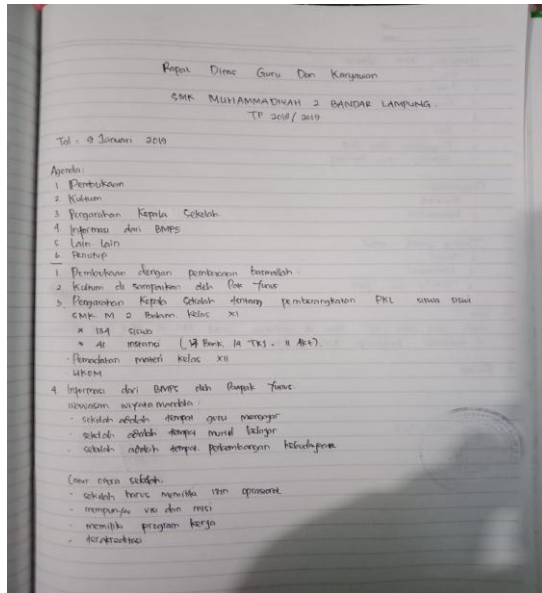 Rapat Dinas Guru Dan Karyawan
SMK MUHAMMADIYAH 2 BANDAR LAMPUNG.
TP 2018/2019
Tgl : 9 Januari 2019
Agenda :
1 Pembukaan
2 Kultum
3 Pengarahan Kepala Sekolah
4 Informasi dari BMPS
5 Lain-Lain
6 Penutup
1 Pembukaan dengan pembacaan basmallah.
2 Kultum di sampaikan oleh Pak Yunus
3. Pengarahan Kepala Sekolah tentang pemberangkatan PKL siswa siswi
SMK M 2 Balam. Kelas XI
* 134 siswa
* 41 instansi (17 Bank, 14 TKJ, 11 Akt).
- Pemadatan materi kelas XII
UKOM
4 Informasi dari BMPS oleh Bapak Yunus.
wawasan wiyata mandala :
- sekolah adalah tempat guru mengajar
- sekolah adalah tempat murid belajar
- sekolah adalah tempat perkembangan kebudayaan
sekolah.
- sekolah harus memiliki izin oprasional
- mempunyai visi dan misi
- memiliki program kerja
- terakreditasi